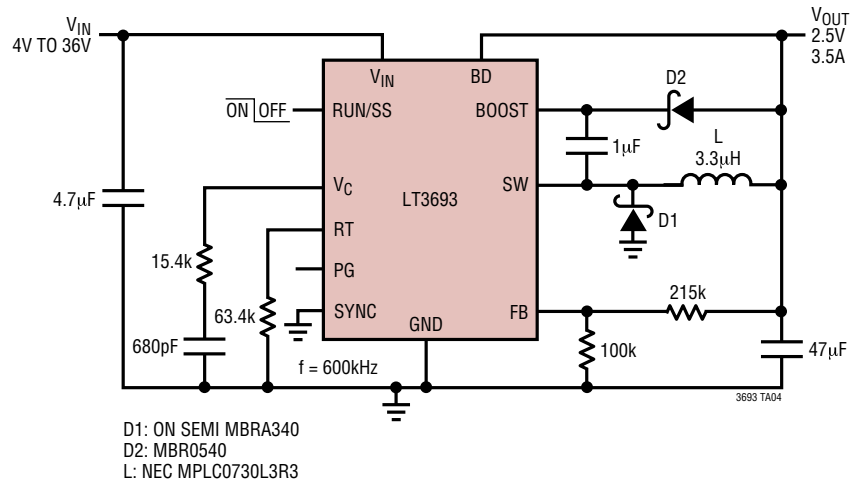 VIN
4V TO 36V
VOUT
2.5V
3.5A
VIN
BD
D2
ON OFF
RUN/SS
BOOST
L
3.3µH
1µF
4.7µF
VC
SW
LT3693
D1
RT
15.4k
PG
215k
63.4k
SYNC
FB
GND
680pF
100k
47µF
f = 600kHz
3693 TA04
D1: ON SEMI MBRA340
D2: MBR0540
L: NEC MPLC0730L3R3